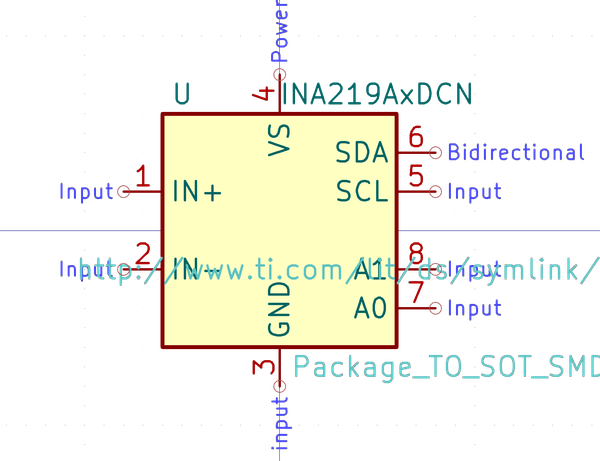 Power
4
U
INA219AxDCN
VS
SDA
6
Bidirectional
Input
1
IN+
SCL
5
Input
Input
2
IN-
http://www.ti.com/lit/ds/symlink/
A1
8
Input
GND
A0
7
Input
3
Package_TO_SOT_SMD
input